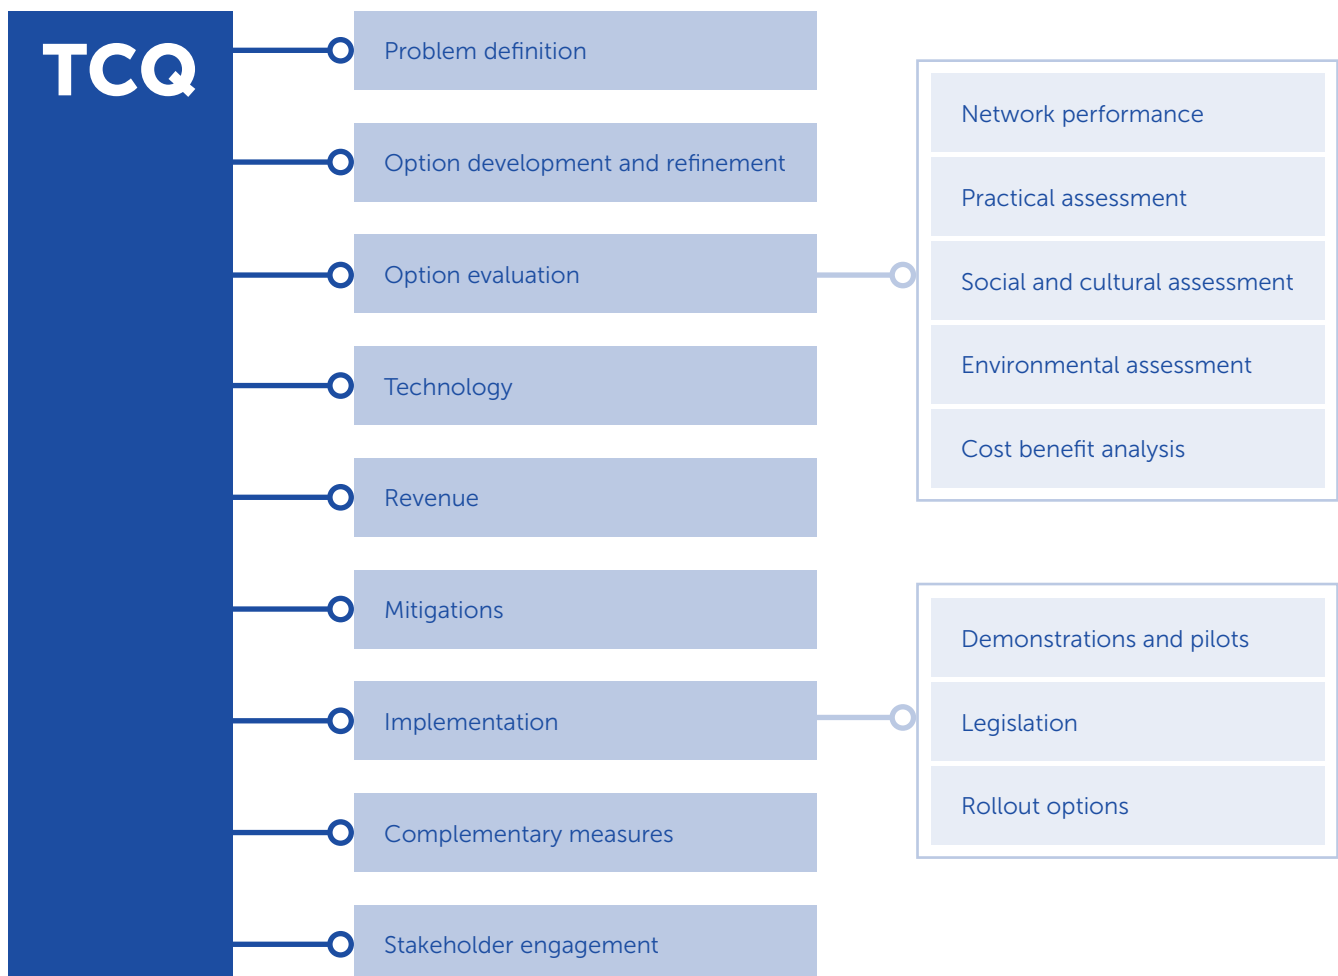 TCQ
Problem definition
Option development and refinement
Option evaluation
Technology
Revenue
Mitigations
Implementation
Complementary measures
Stakeholder engagement
Network performance
Practical assessment
Social and cultural assessment
Environmental assessment
Cost benefit analysis
Demonstrations and pilots
Legislation
Rollout options